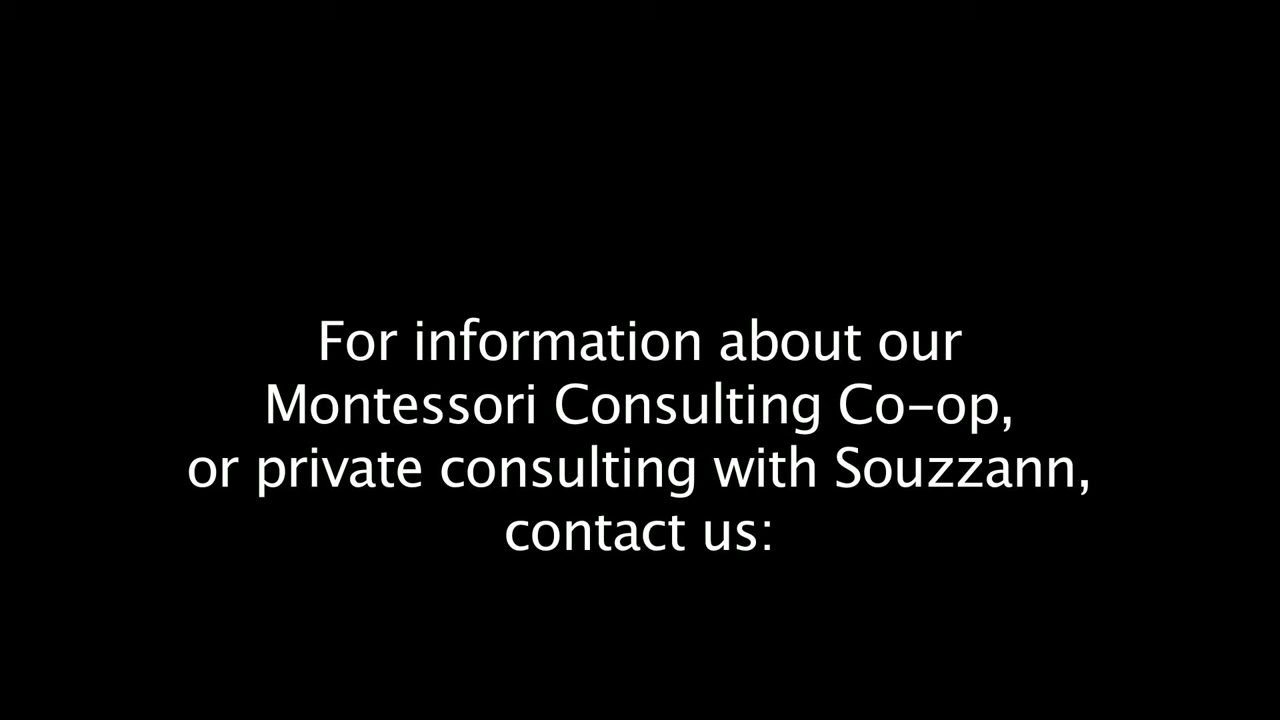 For information about our
Montessori Consulting Co-op,
or private consulting with Souzzann,
contact us: